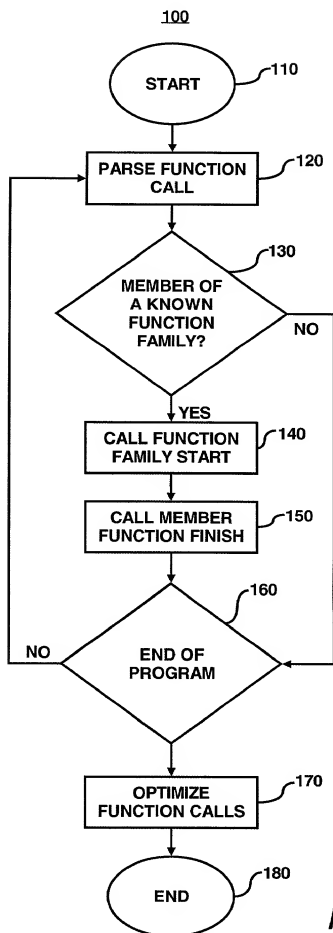 100
START
110
PARSE FUNCTION
CALL
120
130
MEMBER OF
A KNOWN
FUNCTION
FAMILY?
NO
YES
CALL FUNCTION
FAMILY START
140
CALL MEMBER
FUNCTION FINISH
150
160
NO
END OF
PROGRAM
OPTIMIZE
FUNCTION CALLS
170
END
180